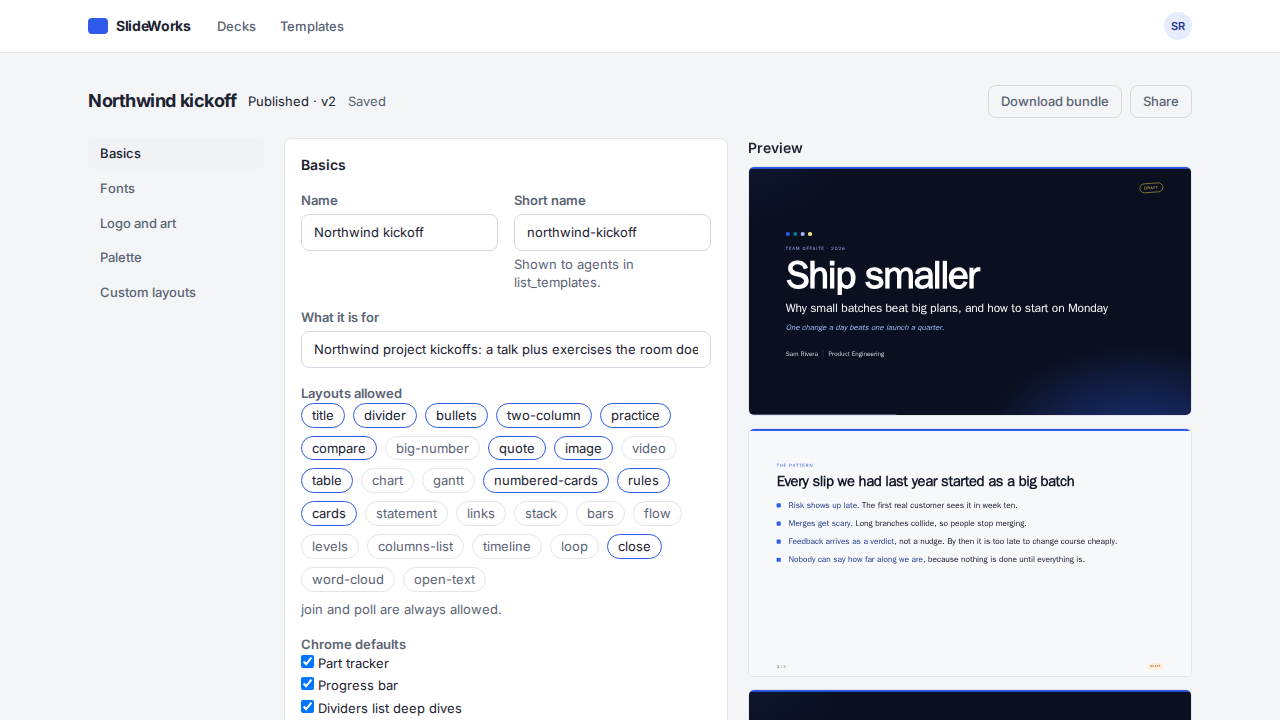 SlideWorks
Decks
Templates
SR
Northwind kickoff
Published · v2
Saved
Download bundle
Share
Basics
Fonts
Logo and art
Palette
Custom layouts
Basics
Name
Short name
Northwind kickoff
northwind-kickoff
Shown to agents in
list_templates.
What it is for
Northwind project kickoffs: a talk plus exercises the room doe
Layouts allowed
title divider bullets two-column practice
compare big-number quote image video
table chart gantt numbered-cards rules
cards statement links stack bars flow
levels columns-list timeline loop close
word-cloud open-text
join and poll are always allowed.
Chrome defaults
Part tracker
Progress bar
Dividers list deep dives
Preview
DRAFT
TEAM OFFSITE · 2026
Ship smaller
Why small batches beat big plans, and how to start on Monday
One change a day beats one launch a quarter.
Sam Rivera | Product Engineering
THE PATTERN
Every slip we had last year started as a big batch
Risk shows up late. The first real customer sees it in week ten.
Merges get scary. Long branches collide, so people stop merging.
Feedback arrives as a verdict, not a nudge. By then it is too late to change course cheaply.
Nobody can say how far along we are, because nothing is done until everything is.
DRAFT